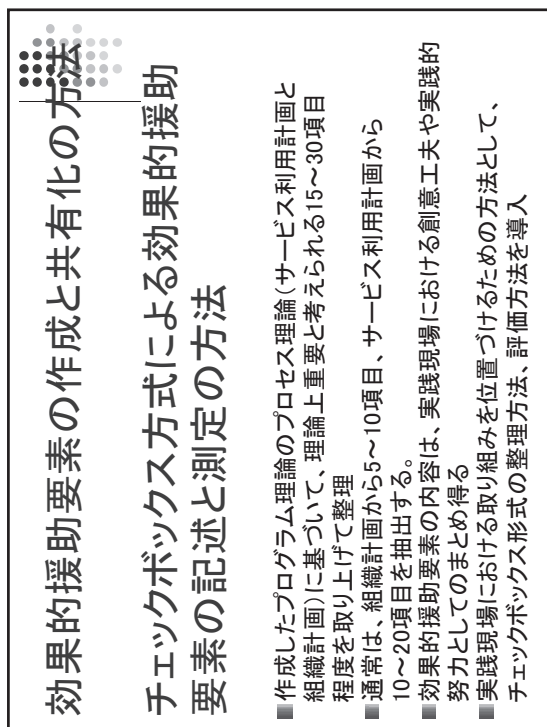 効果的援助要素の作成と共有化の方法
チェックボックス方式による効果的援助
要素の記述と測定の方法
作成したプログラム理論のプロセス理論(サービス利用計画と
組織計画)に基づいて、理論上重要と考えられる15~30項目
程度を取り上げて整理
通常は、組織計画から5~10項目、サービス利用計画から
10~20項目を抽出する。
効果的援助要素の内容は、実践現場における創意工夫や実践的
努力としてのまとめ得る
実践現場における取り組みを位置づけるための方法として、
チェックボックス形式の整理方法、評価方法を導入